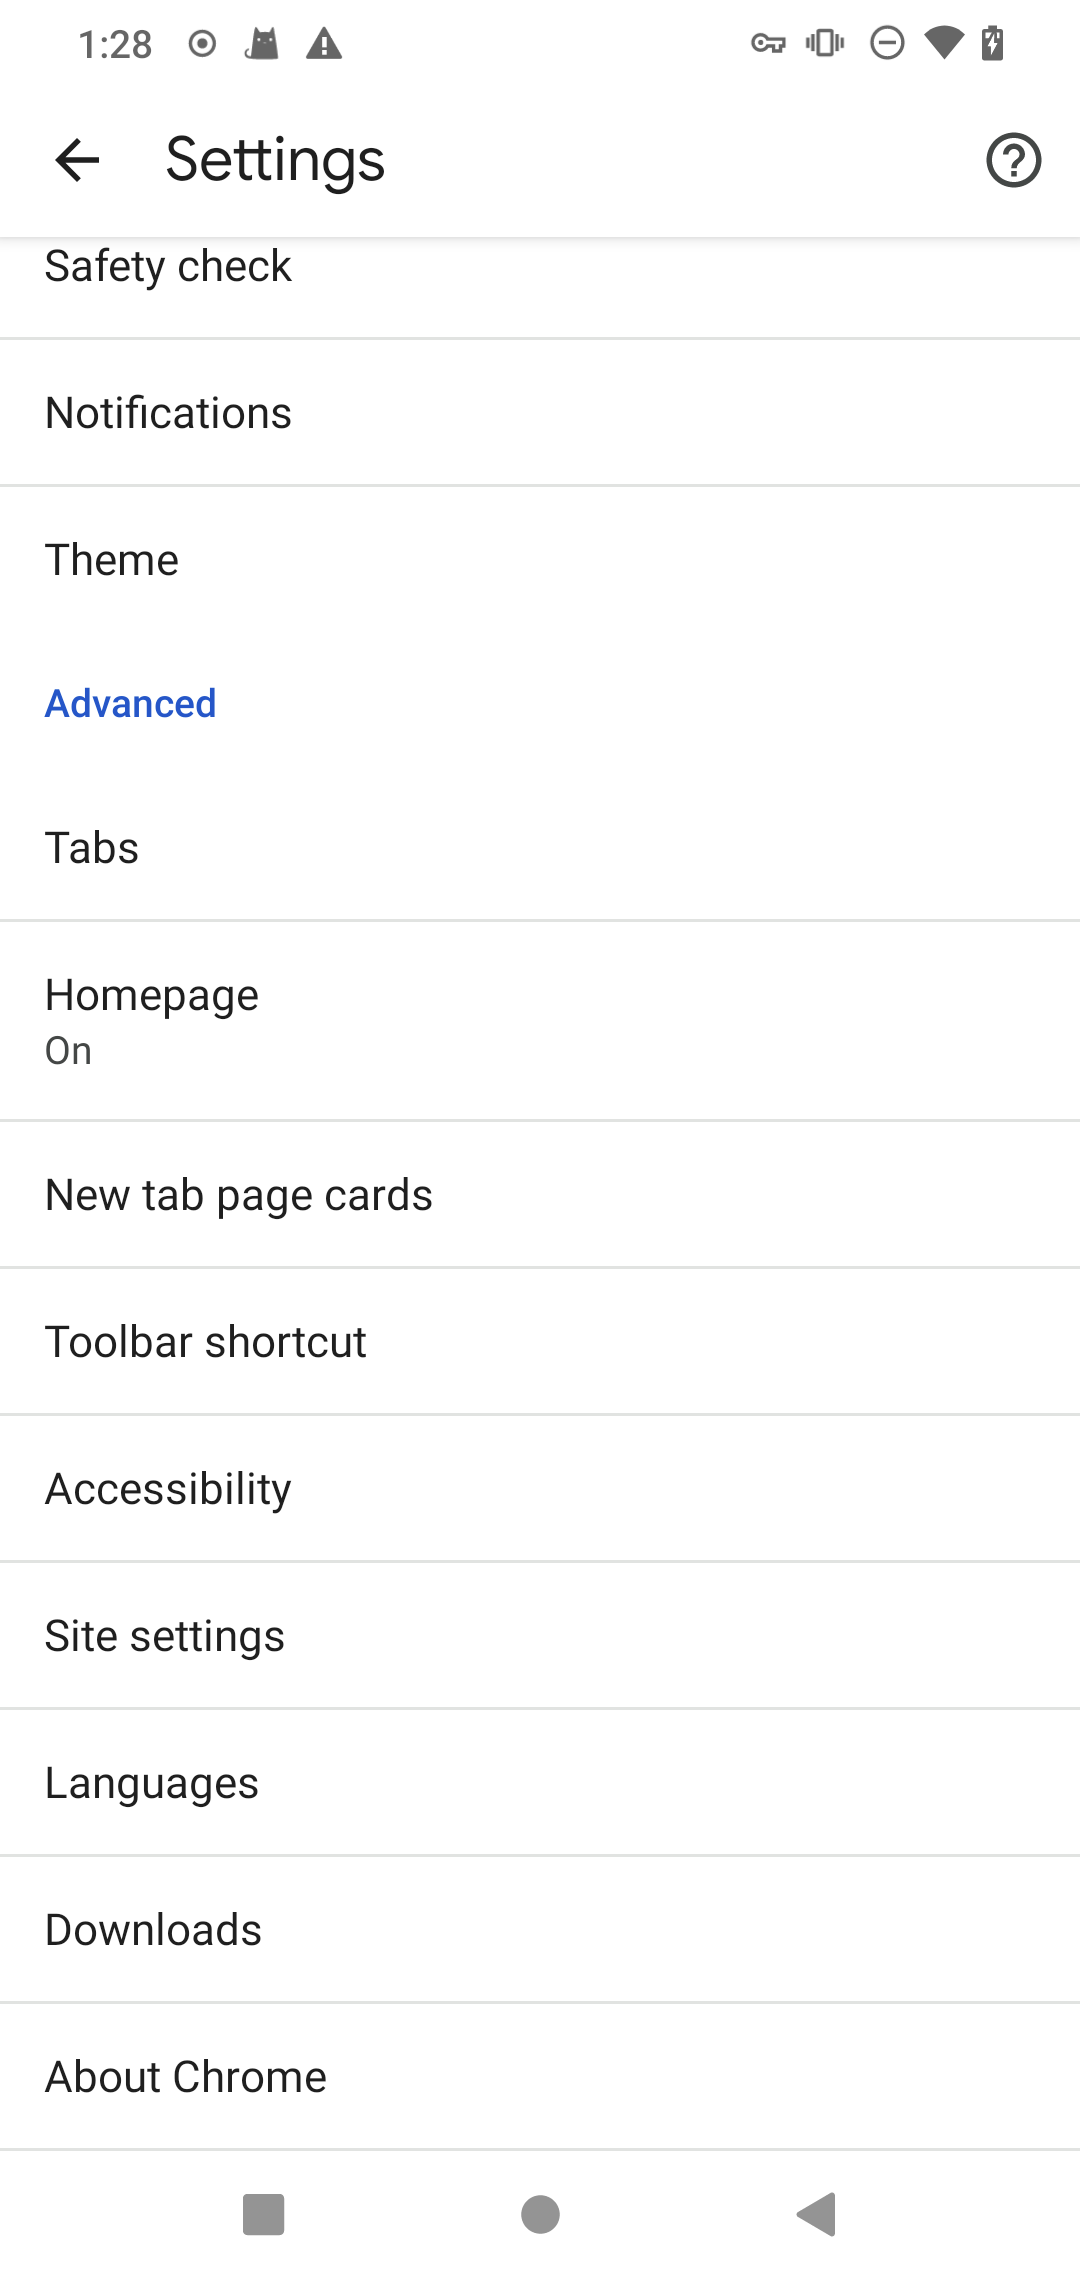 1:28
Settings
Safety check
Notifications
Theme
Advanced
Tabs
Homepage
On
New tab page cards
Toolbar shortcut
Accessibility
Site settings
Languages
Downloads
About Chrome